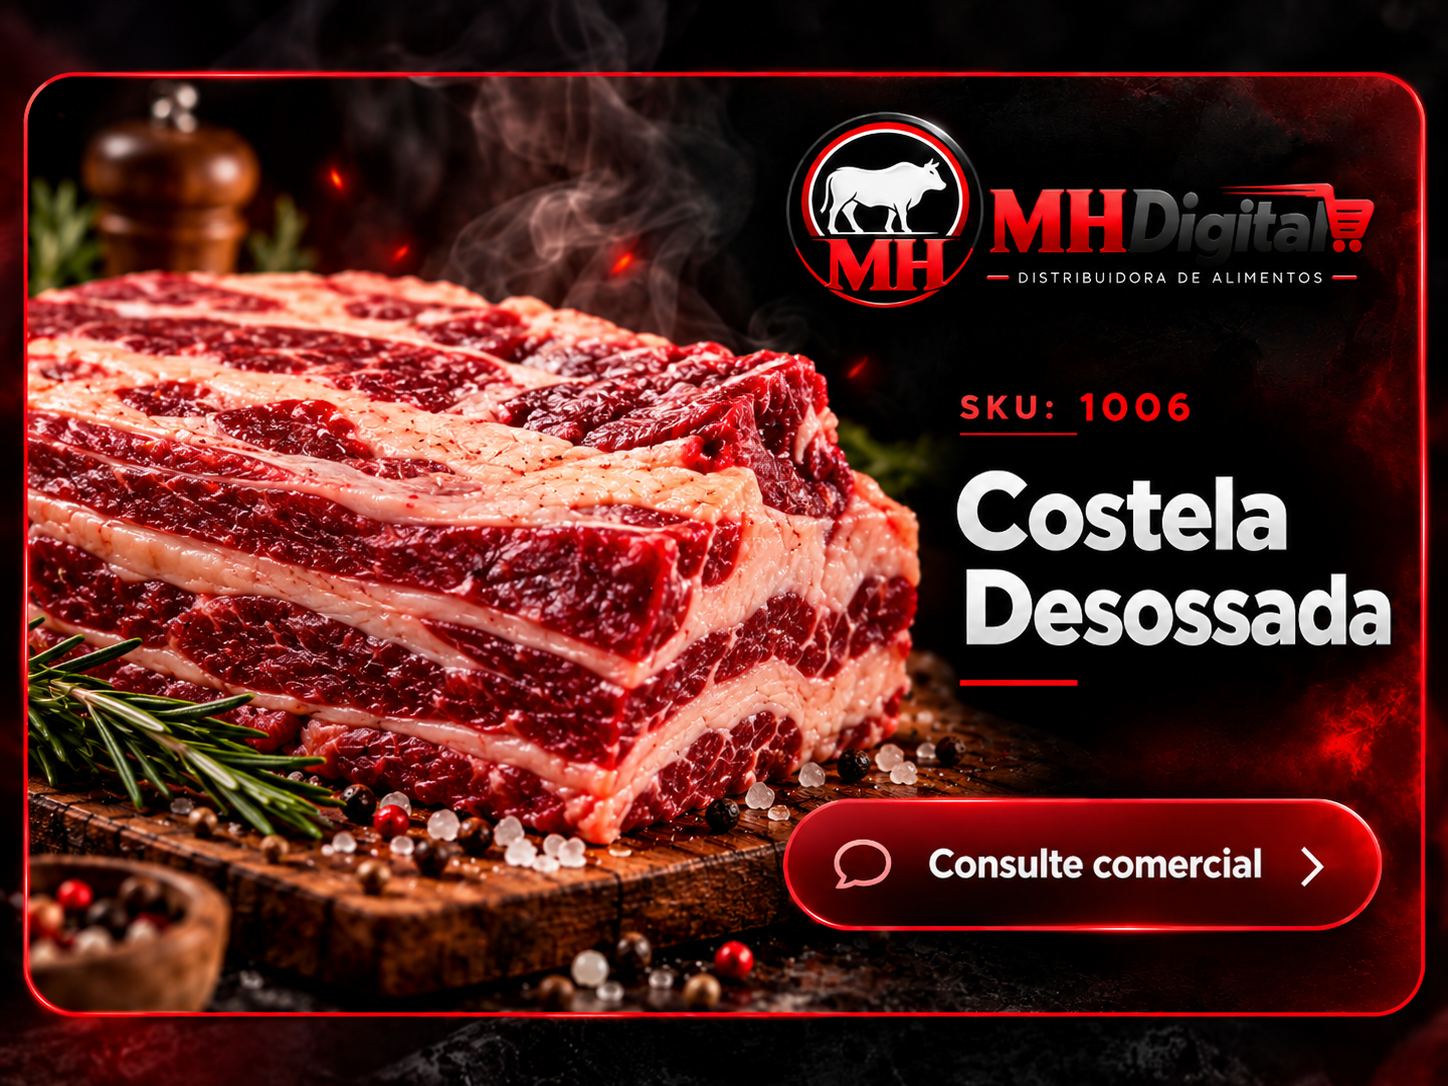 MH
MHDigital
DISTRIBUIDORA DE ALIMENTOS
SKU: 1006
Costela
Desossada
Consulte comercial